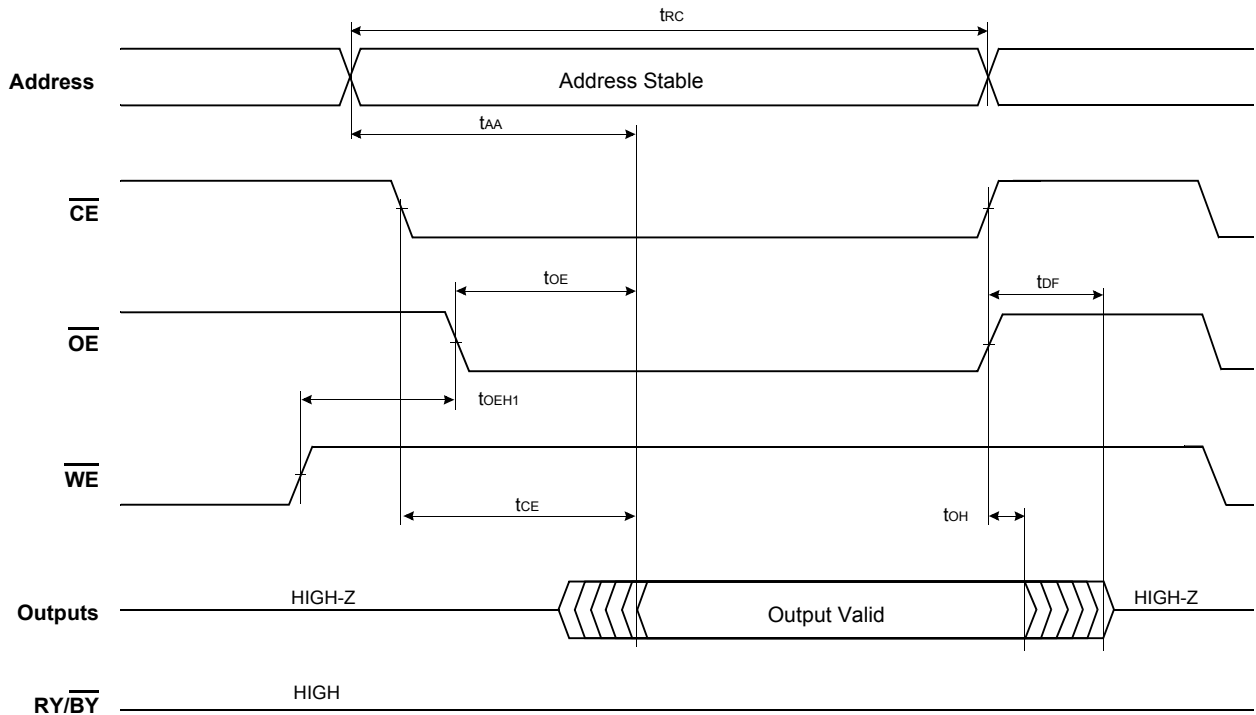 tRC
Address
Address Stable
tAA
CE
tOE
tDF
OE
tOEH1
WE
tCE
tOH
Outputs
HIGH-Z
Output Valid
HIGH-Z
RY/BY
HIGH